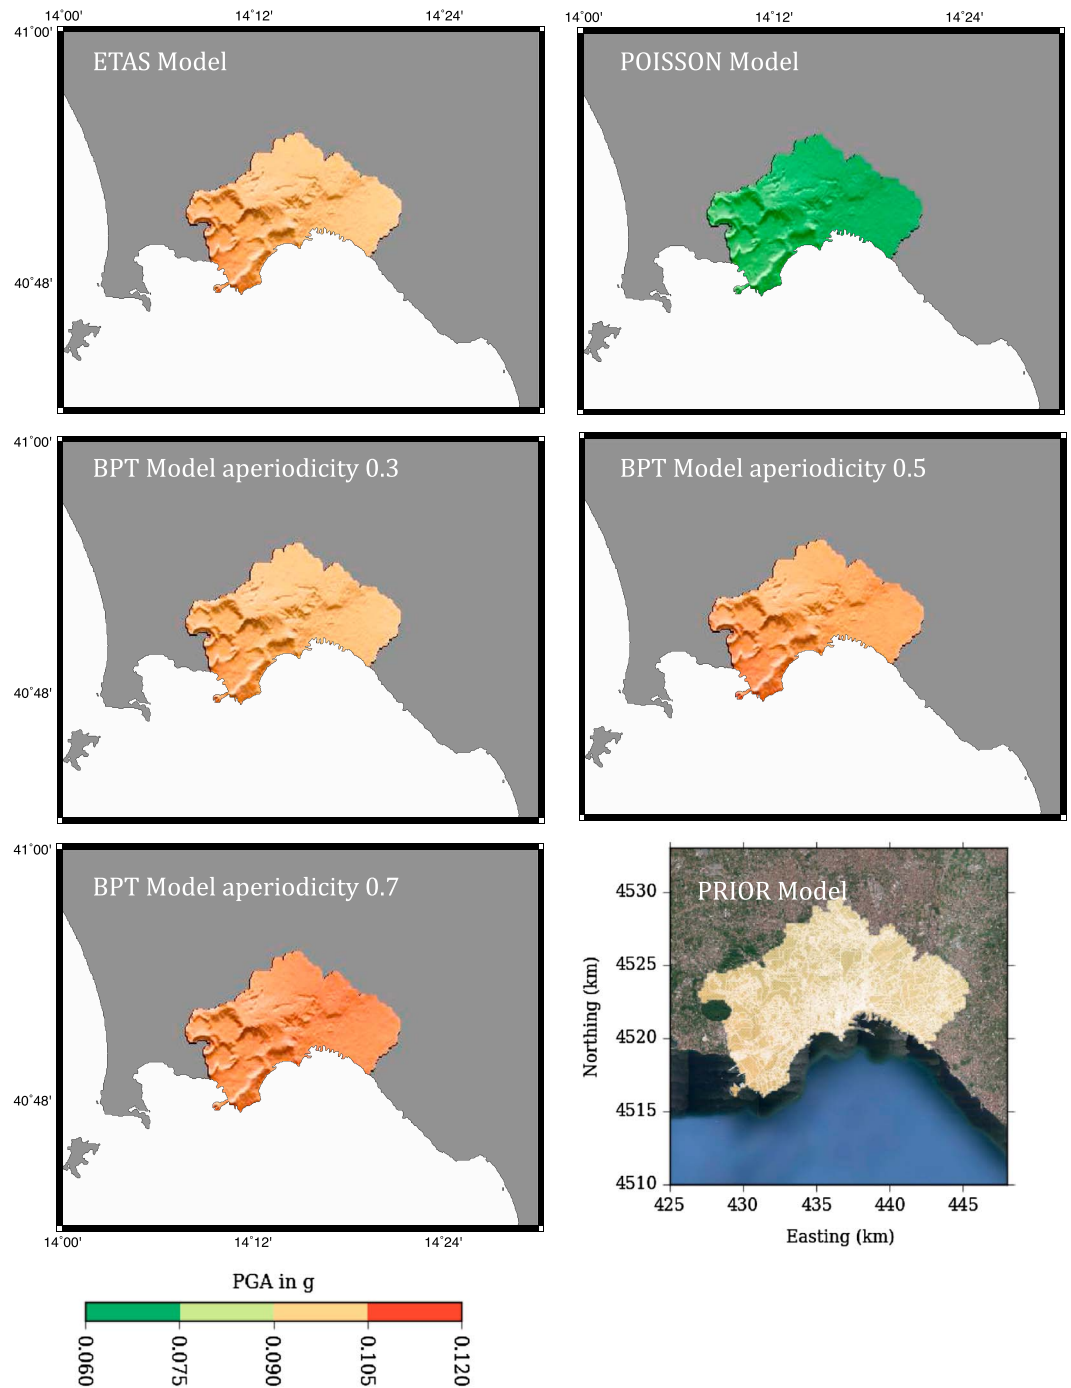 14°00' 14°12' 14°24' 14°00' 14°12' 14°24'
41°00'
ETAS Model
POISSON Model
40°48'
41°00'
BPT Model aperiodicity 0.3
BPT Model aperiodicity 0.5
40°48'
41°00'
BPT Model aperiodicity 0.7
PRIOR Model
4530
4525
4520
4515
4510
Northing (km)
40°48'
425 430 435 440 445
Easting (km)
14°00' 14°12' 14°24'
PGA in g
0.060 0.075 0.090 0.105 0.120